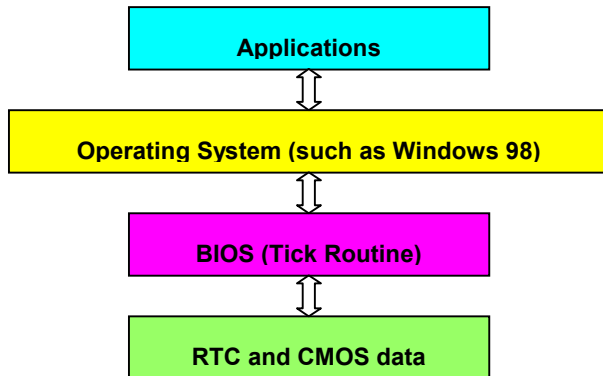 Applications
Operating System (such as Windows 98)
BIOS (Tick Routine)
RTC and CMOS data